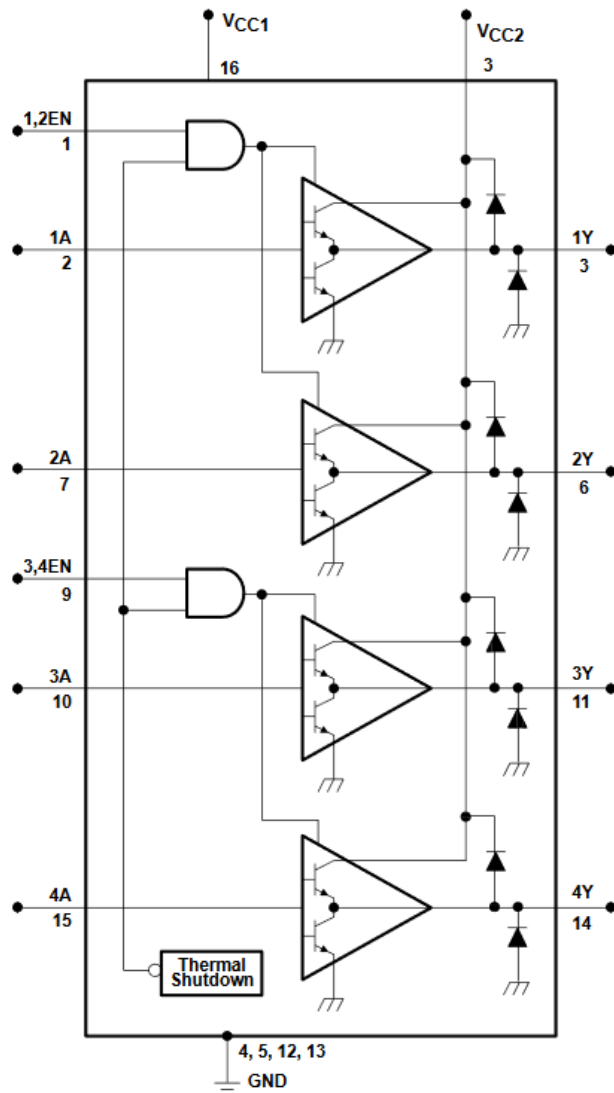 VCC1
16
VCC2
3
1,2EN
1
1A
2
1Y
3
2A
7
2Y
6
3,4EN
9
3A
10
3Y
11
4A
15
4Y
14
Thermal
Shutdown
4, 5, 12, 13
GND